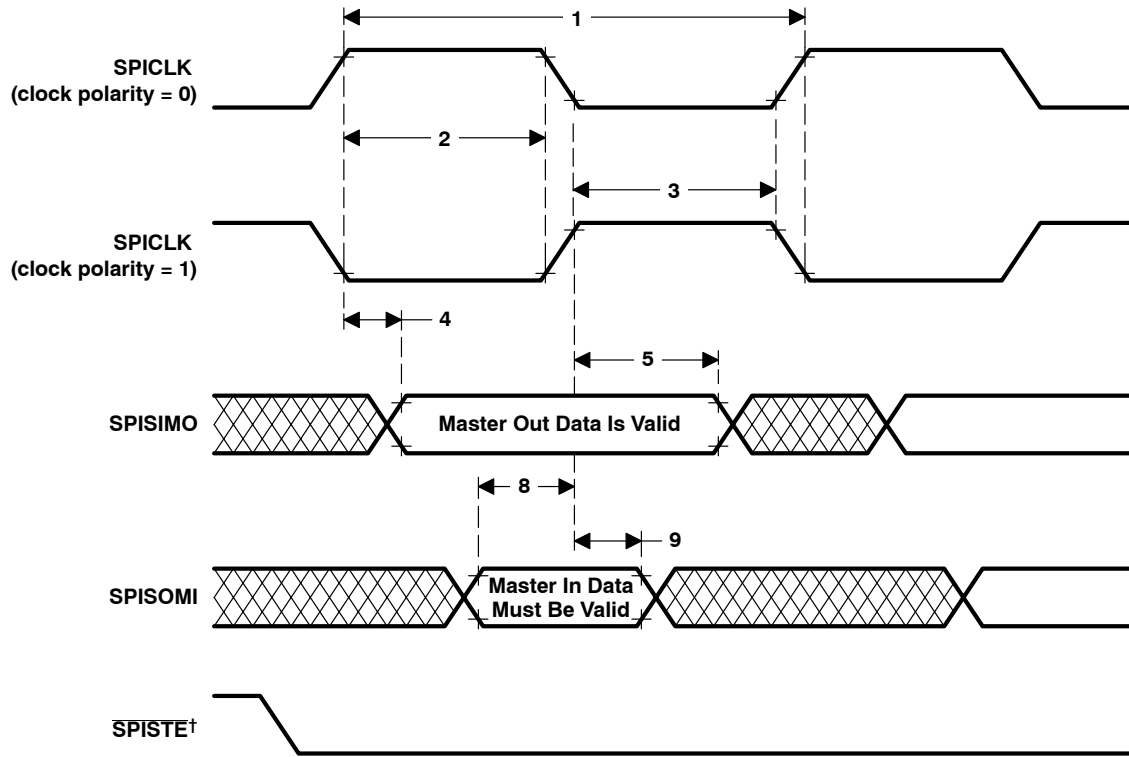 1
SPICLK
(clock polarity = 0)
2
3
SPICLK
(clock polarity = 1)
4
5
SPISIMO
Master Out Data Is Valid
8
9
SPISOMI
Master In Data
Must Be Valid
SPISTE†